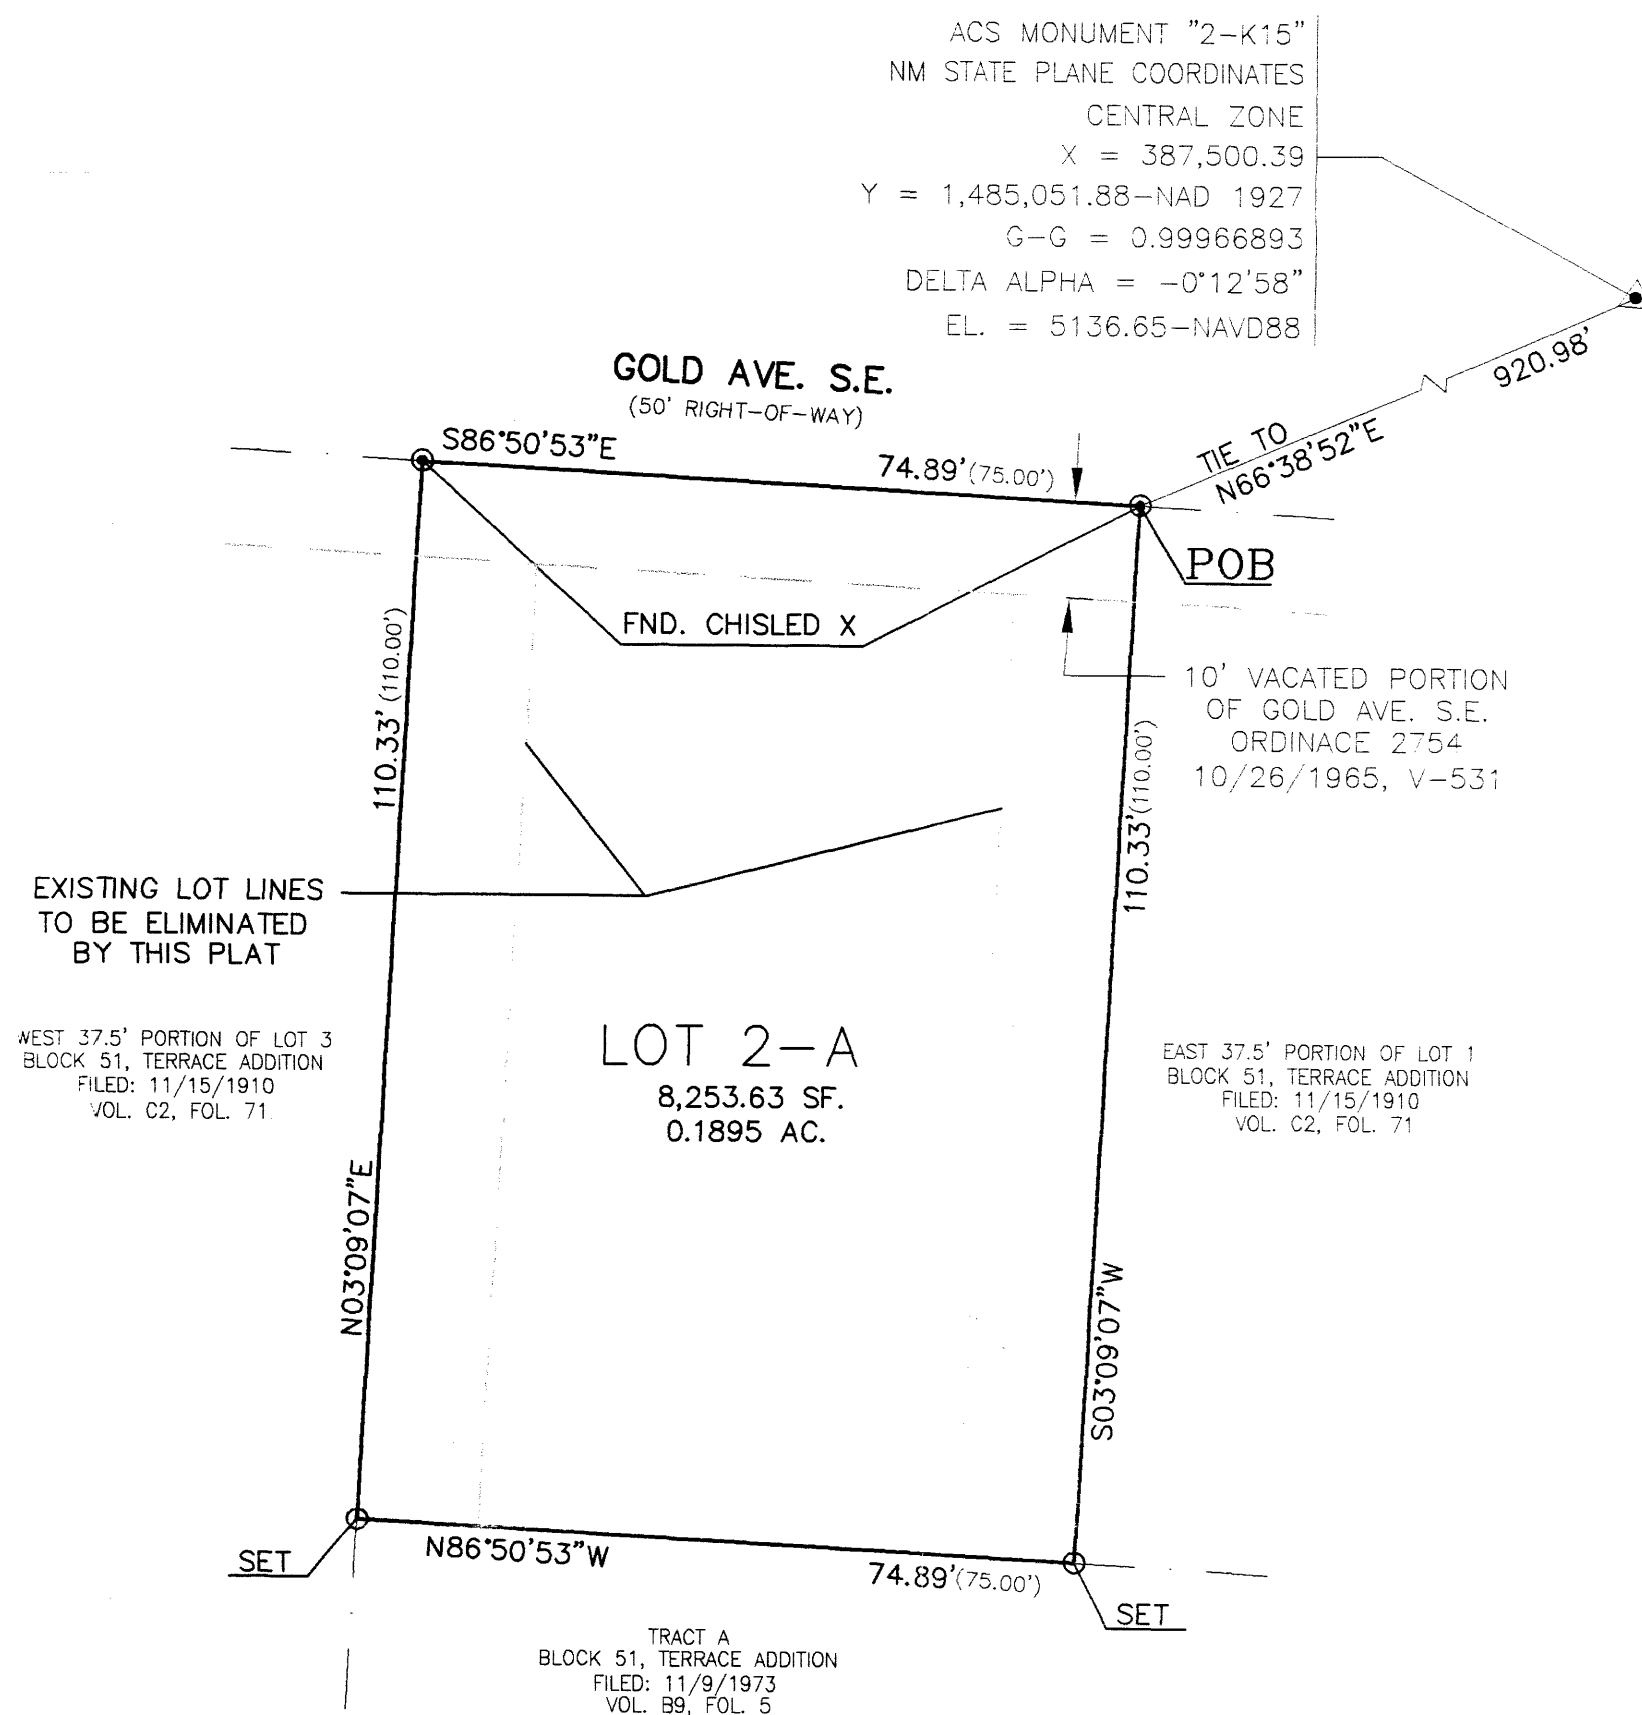 ACS MONUMENT "2-K15"
NM STATE PLANE COORDINATES
CENTRAL ZONE
X = 387,500.39
Y = 1,485,051.88-NAD 1927
G-G = 0.99966893
DELTA ALPHA = -0°12'58"
EL. = 5136.65-NAVD88
920.98'
TIE TO
N66°38'52"E
GOLD AVE. S.E.
(50' RIGHT-OF-WAY)
S86°50'53"E
74.89'(75.00')
POB
FND. CHISLED X
110.33' (110.00')
10' VACATED PORTION
OF GOLD AVE. S.E.
ORDINACE 2754
10/26/1965, V-531
110.33'(110.00')
EXISTING LOT LINES
TO BE ELIMINATED
BY THIS PLAT
WEST 37.5' PORTION OF LOT 3
BLOCK 51, TERRACE ADDITION
FILED: 11/15/1910
VOL. C2, FOL. 71
LOT 2-A
8,253.63 SF.
0.1895 AC.
EAST 37.5' PORTION OF LOT 1
BLOCK 51, TERRACE ADDITION
FILED: 11/15/1910
VOL. C2, FOL. 71
N03°09'07"E
S03°09'07"W
SET
N86°50'53"W
74.89'(75.00')
SET
TRACT A
BLOCK 51, TERRACE ADDITION
FILED: 11/9/1973
VOL. B9, FOL. 5